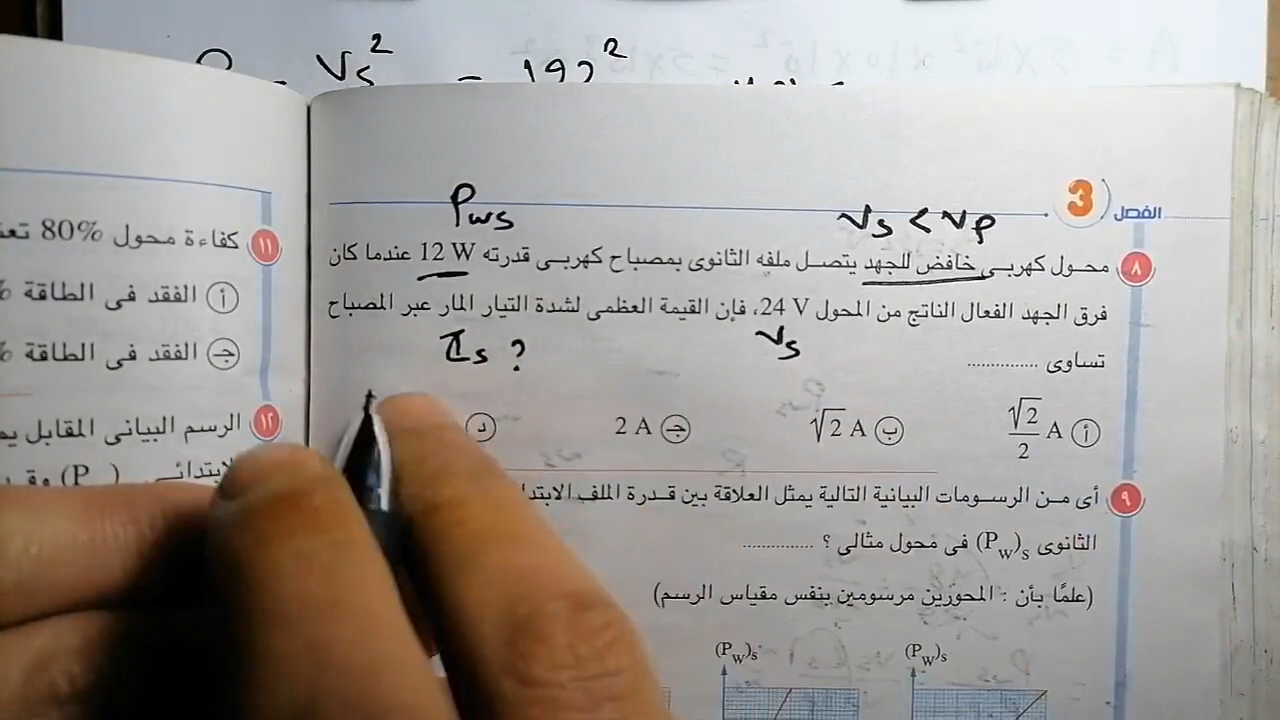 Vs² = 192²
الفصل 3
Pws
Vs < Vp
٨ محول كهربى خافض للجهد يتصل ملفه الثانوى بمصباح كهربى قدرته 12 W عندما كان
فرق الجهد الفعال الناتج من المحول 24 V، فإن القيمة العظمى لشدة التيار المار عبر المصباح
تساوى ...............
Vs
Is ?
أ √2/2 A
ب √2 A
ج 2 A
د
٩ أى من الرسومات البيانية التالية يمثل العلاقة بين قدرة الملف
الثانوى (Pw)s فى محول مثالى ؟ ..............
(علمًا بأن : المحورين مرسومين بنفس مقياس الرسم)
(Pw)s
(Pw)s
١١ كفاءة محول 80%
أ الفقد فى الطاقة
ج الفقد فى الطاقة
١٢ الرسم البيانى المقابل